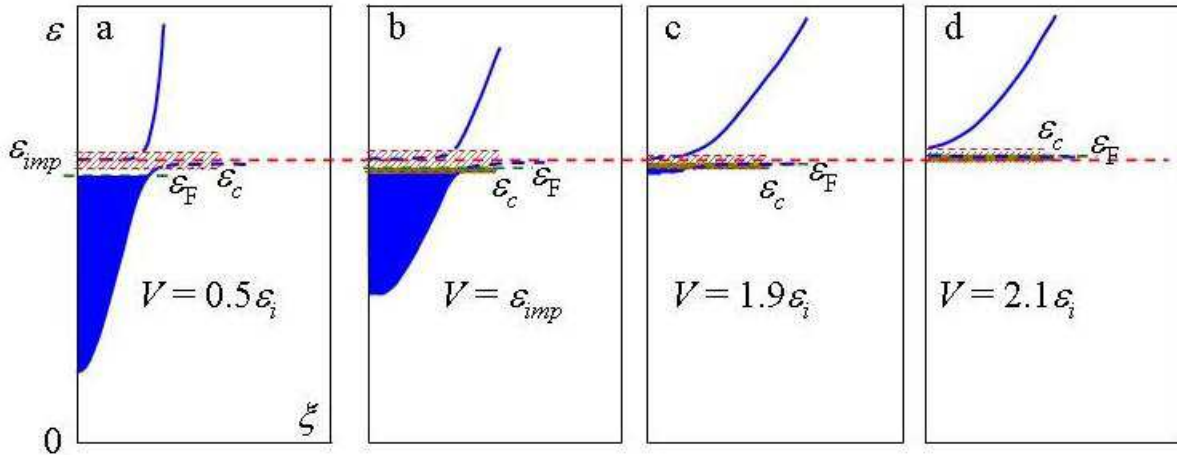 ε
a
b
c
d
ε_imp
ε_F
ε_c
ε_c
ε_F
ε_c
ε_F
ε_c
ε_F
V = 0.5ε_i
V = ε_imp
V = 1.9ε_i
V = 2.1ε_i
ξ
0